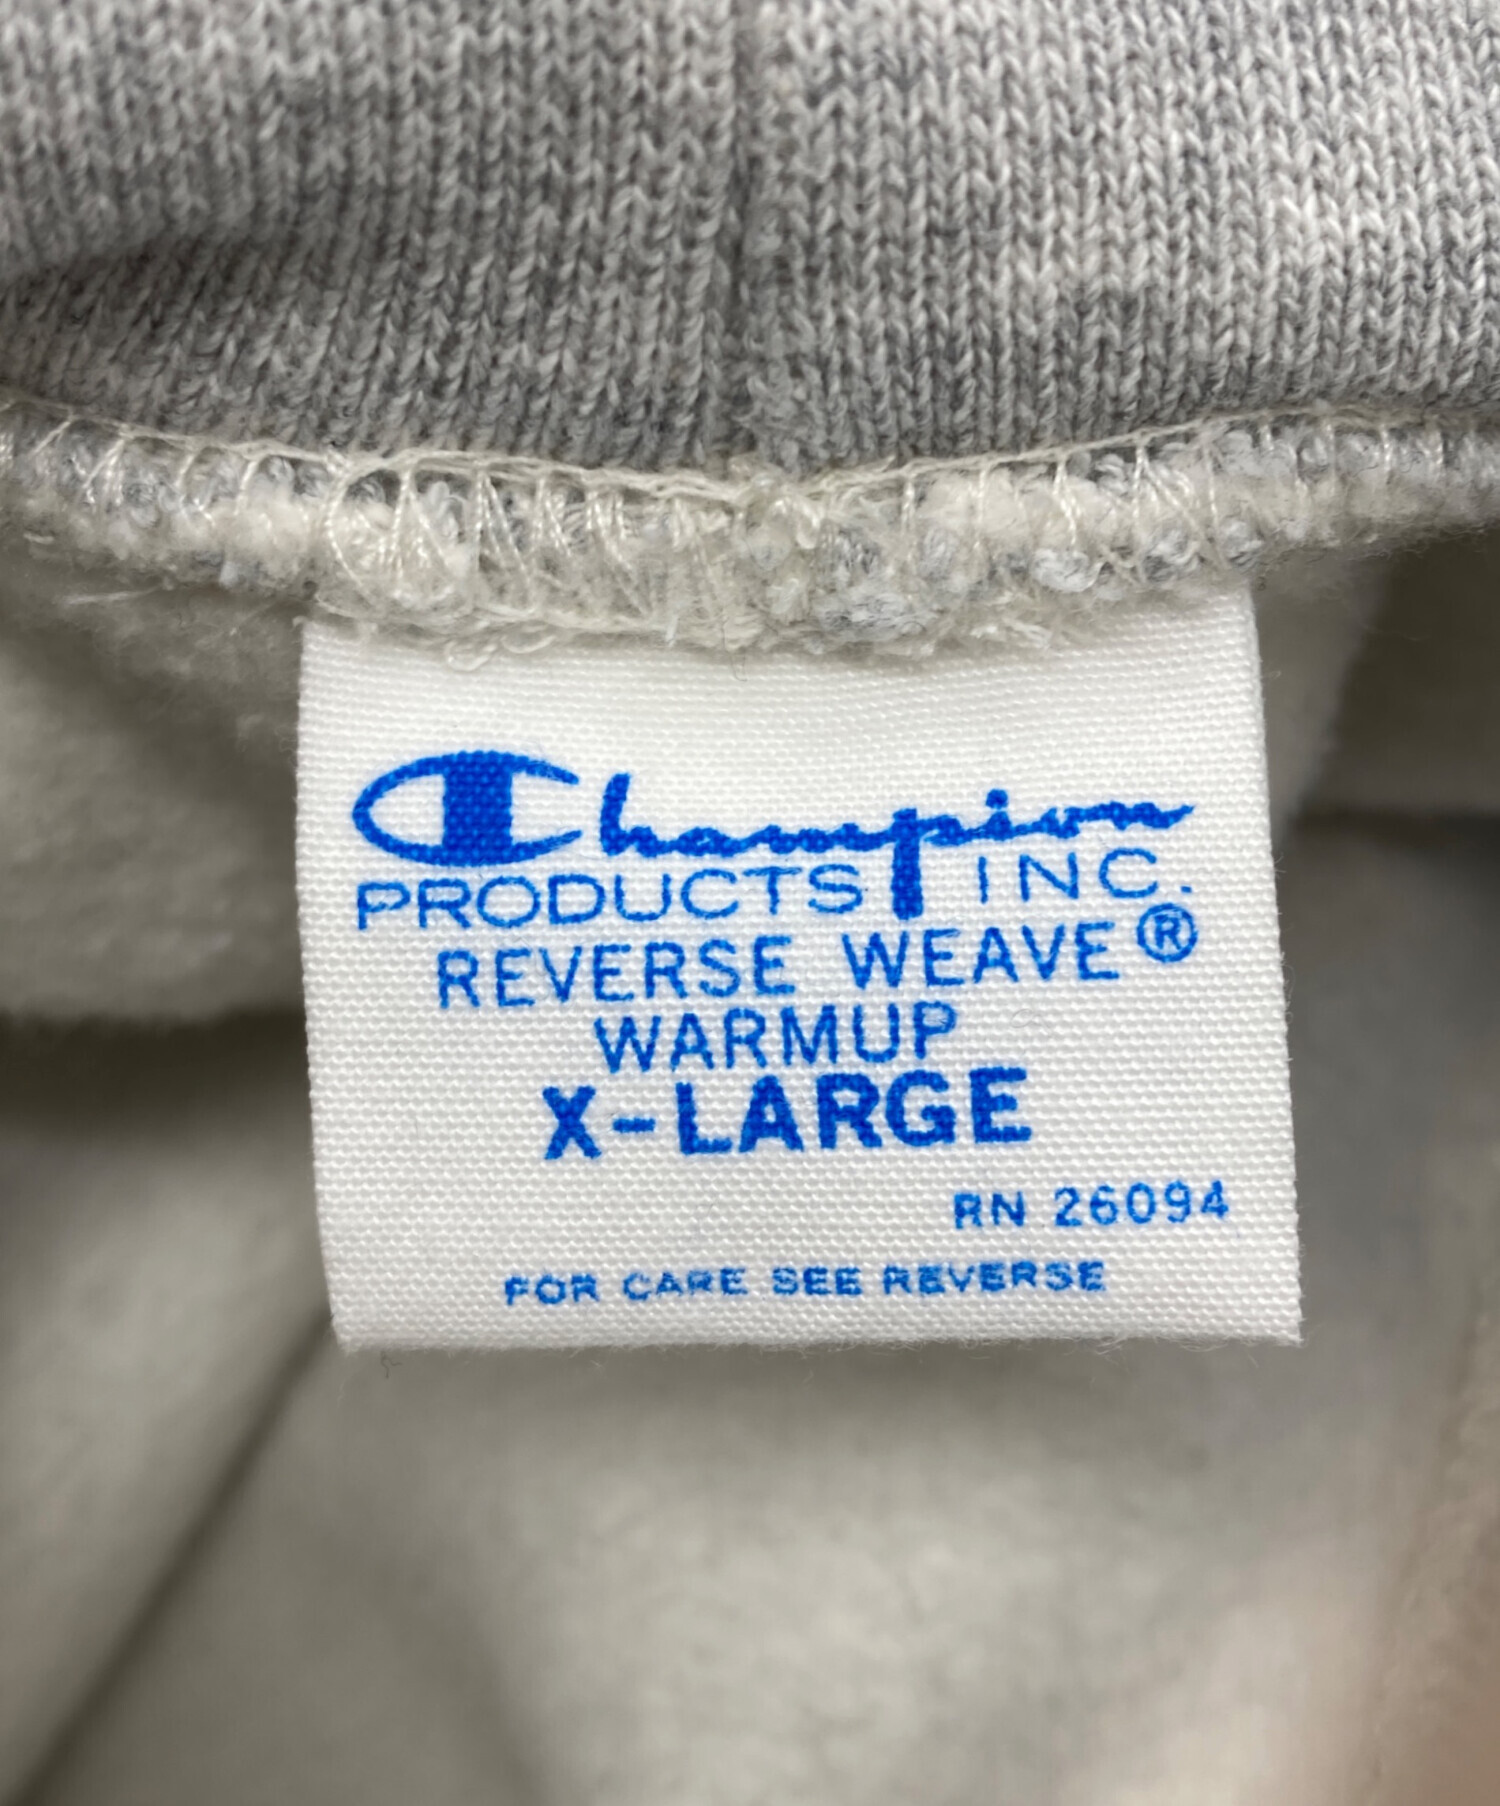 Champion
PRODUCTS INC.
REVERSE WEAVE®
WARMUP
X-LARGE
RN 26094
FOR CARE SEE REVERSE